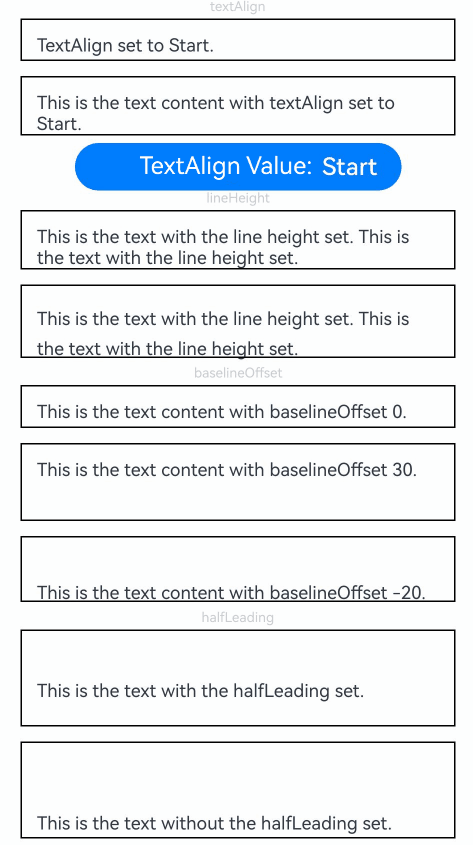 textAlign
TextAlign set to Start.
This is the text content with textAlign set to
Start.
TextAlign Value: Start
lineHeight
This is the text with the line height set. This is
the text with the line height set.
This is the text with the line height set. This is
the text with the line height set.
baselineOffset
This is the text content with baselineOffset 0.
This is the text content with baselineOffset 30.
This is the text content with baselineOffset -20.
halfLeading
This is the text with the halfLeading set.
This is the text without the halfLeading set.